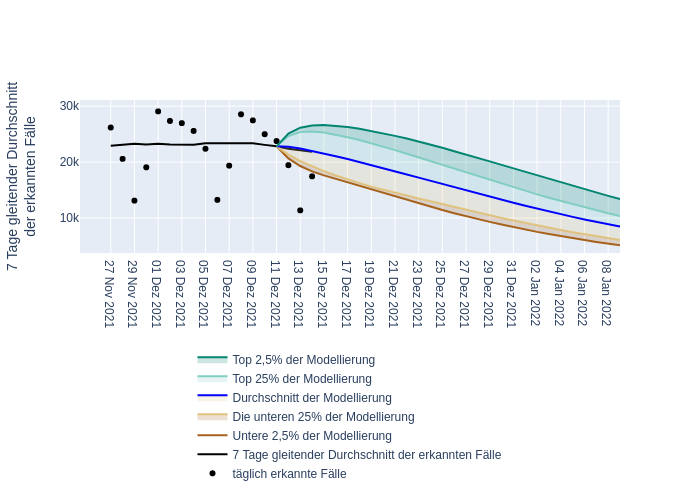 7 Tage gleitender Durchschnitt
der erkannten Fälle
30k
20k
10k
27 Nov 2021
29 Nov 2021
01 Dez 2021
03 Dez 2021
05 Dez 2021
07 Dez 2021
09 Dez 2021
11 Dez 2021
13 Dez 2021
15 Dez 2021
17 Dez 2021
19 Dez 2021
21 Dez 2021
23 Dez 2021
25 Dez 2021
27 Dez 2021
29 Dez 2021
31 Dez 2021
02 Jan 2022
04 Jan 2022
06 Jan 2022
08 Jan 2022
Top 2,5% der Modellierung
Top 25% der Modellierung
Durchschnitt der Modellierung
Die unteren 25% der Modellierung
Untere 2,5% der Modellierung
7 Tage gleitender Durchschnitt der erkannten Fälle
täglich erkannte Fälle